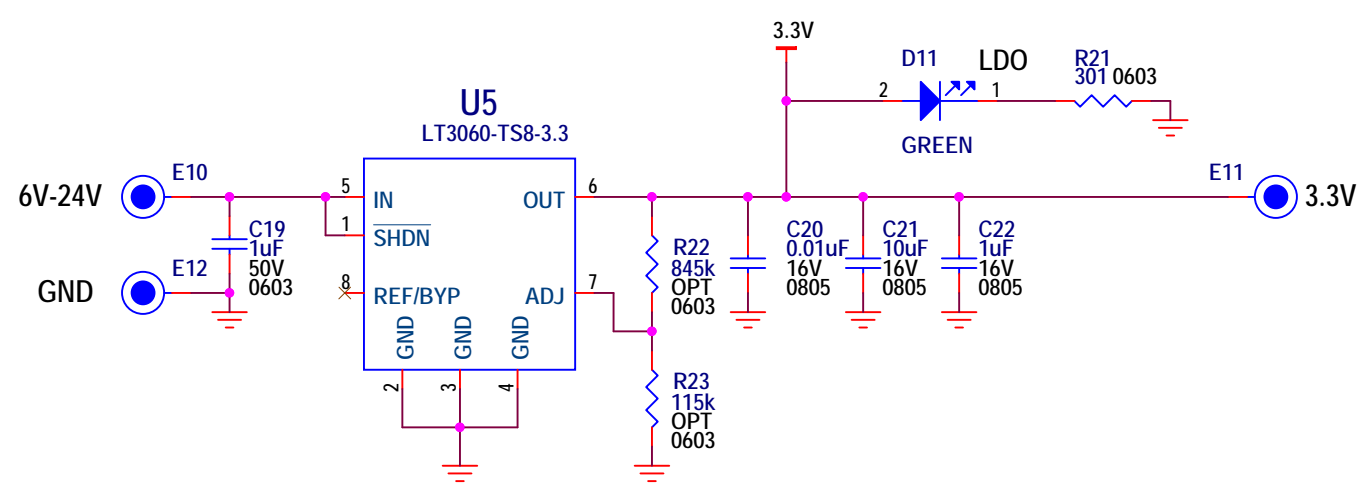 3.3V
D11
LDO
R21
301 0603
2
1
GREEN
U5
LT3060-TS8-3.3
6V-24V
E10
5
IN
OUT
6
E11
3.3V
1
SHDN
C19
1uF
50V
0603
R22
845k
OPT
0603
C20
0.01uF
16V
0805
C21
10uF
16V
0805
C22
1uF
16V
0805
GND
E12
8
REF/BYP
ADJ
7
GND
GND
GND
2
3
4
R23
115k
OPT
0603